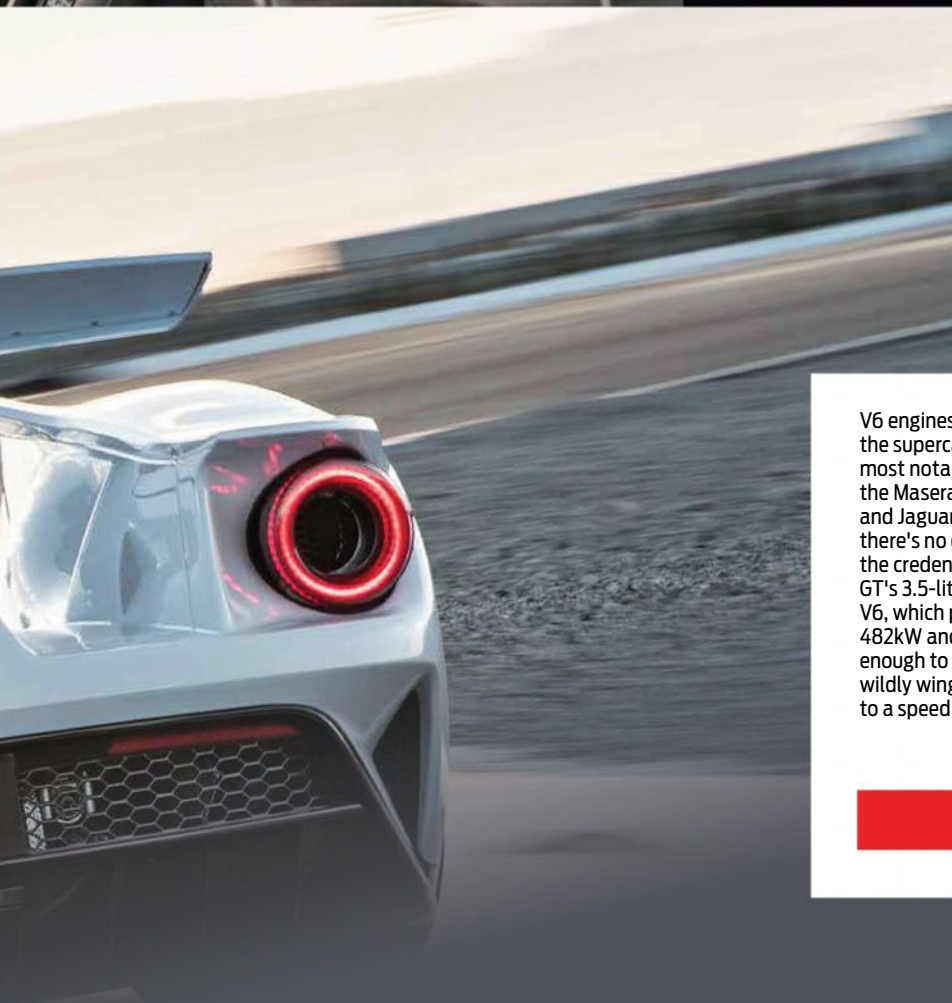 V6 engines
the superca
most nota
the Masera
and Jaguar
there's no
the creden
GT's 3.5-lit
V6, which p
482kW and
enough to
wildly wing
to a speed